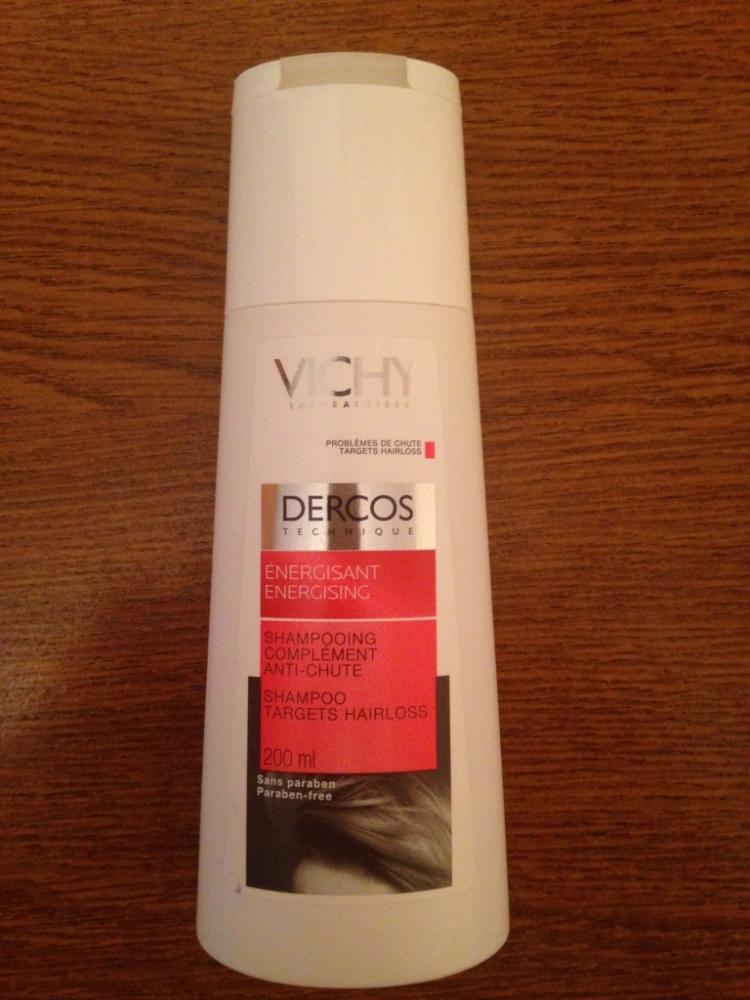 VICHY
LABORATOIRES
PROBLÈMES DE CHUTE
TARGETS HAIRLOSS
DERCOS
TECHNIQUE
ÉNERGISANT
ENERGISING
SHAMPOOING
COMPLÉMENT
ANTI-CHUTE
SHAMPOO
TARGETS HAIRLOSS
200 ml
Sans paraben
Paraben-free